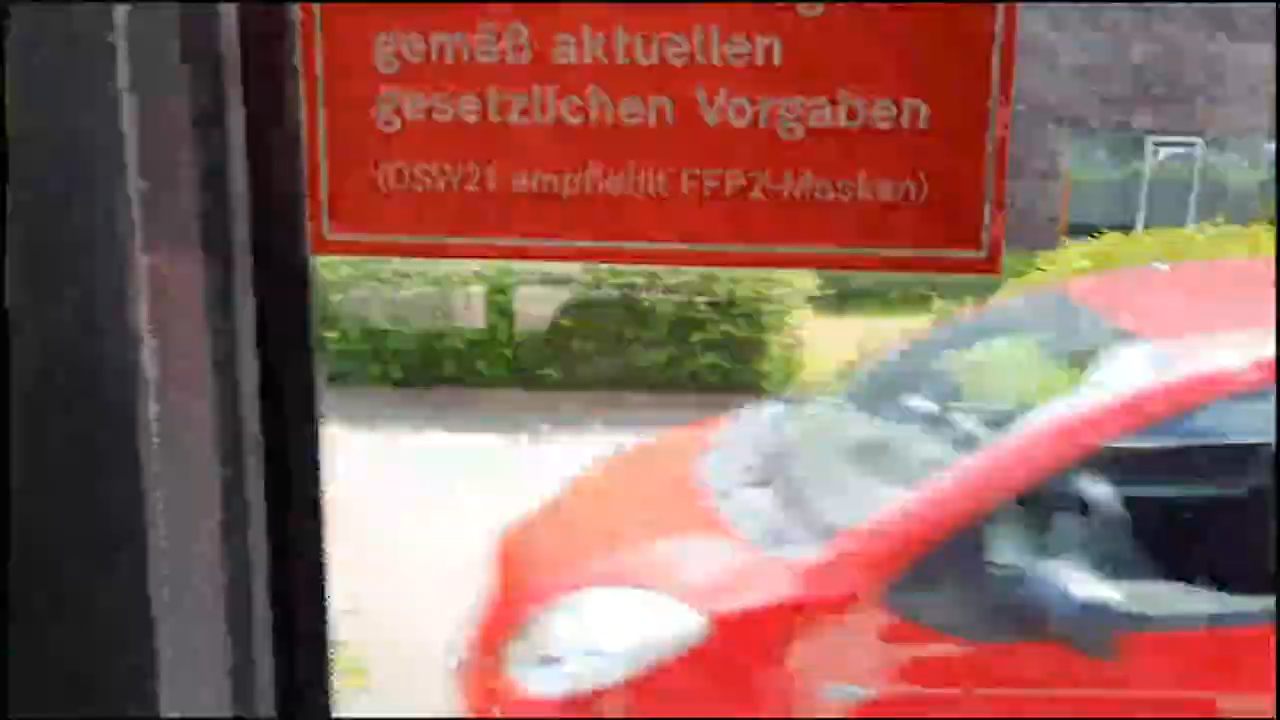 gemäß aktuellen
gesetzlichen Vorgaben
(DSW21 empfiehlt FFP2-Masken)